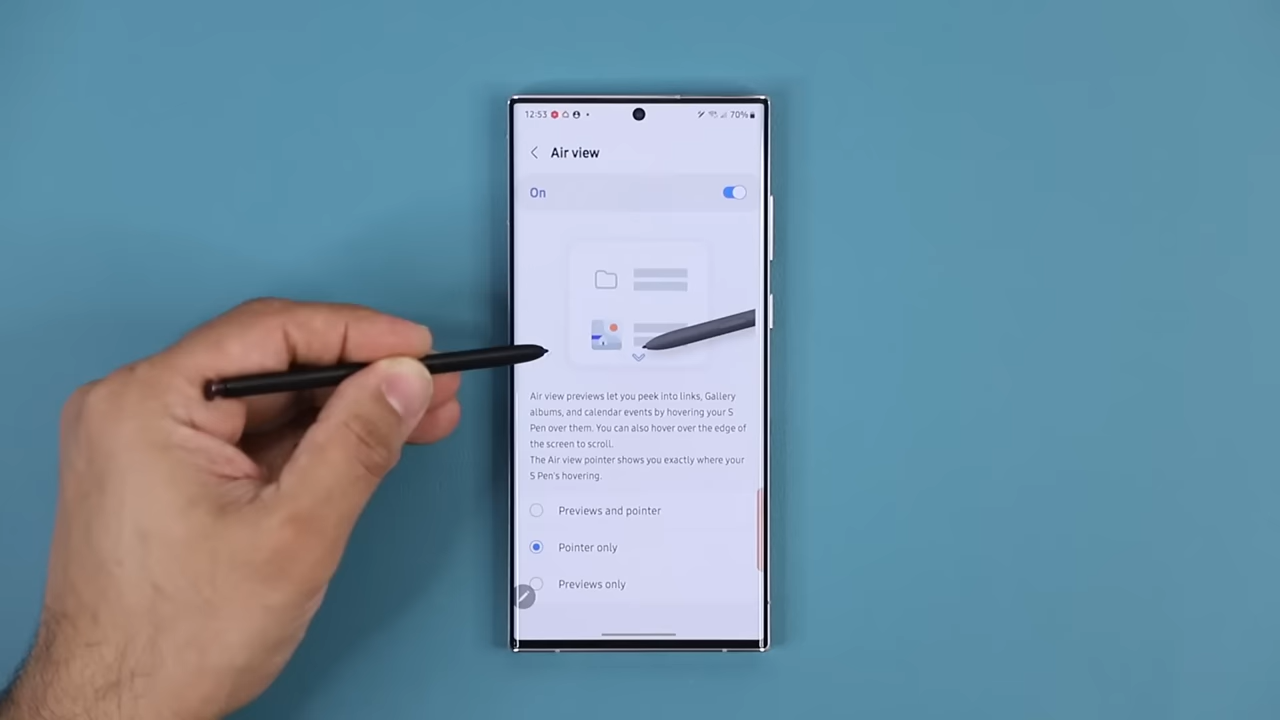 12:53 70%
Air view
On
Air view previews let you peek into links, Gallery
albums, and calendar events by hovering your S
Pen over them. You can also hover over the edge of
the screen to scroll.
The Air view pointer shows you exactly where your
S Pen's hovering.
Previews and pointer
Pointer only
Previews only